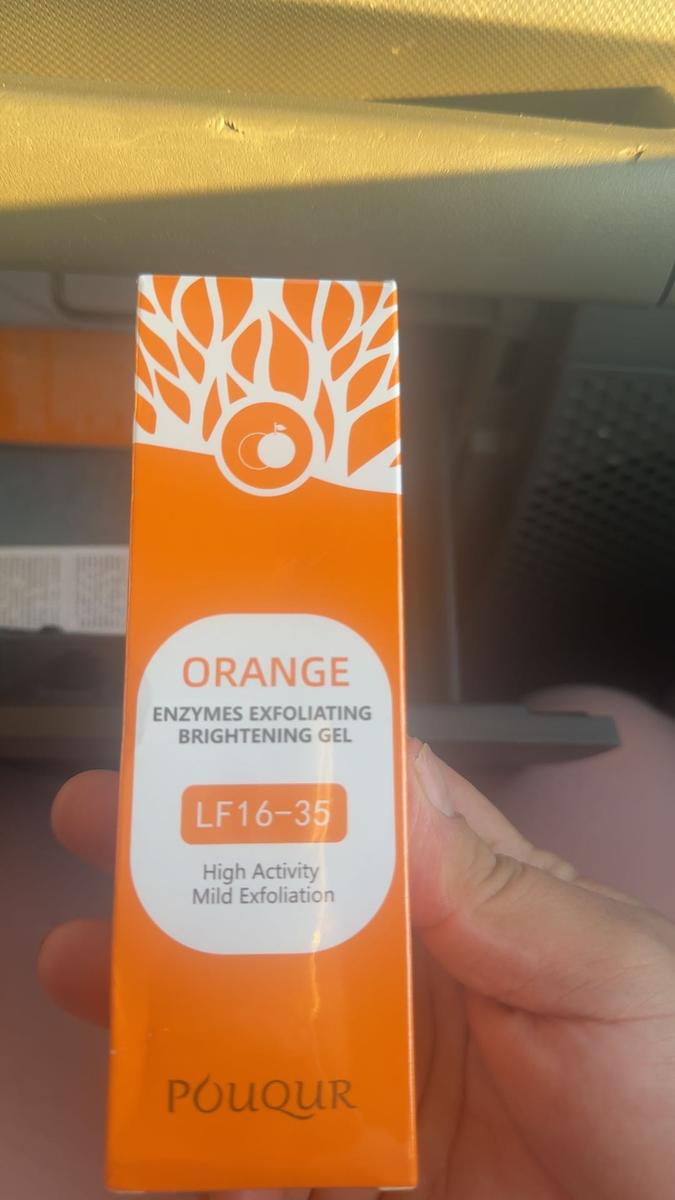 ORANGE
ENZYMES EXFOLIATING
BRIGHTENING GEL
LF16-35
High Activity
Mild Exfoliation
POUQUR